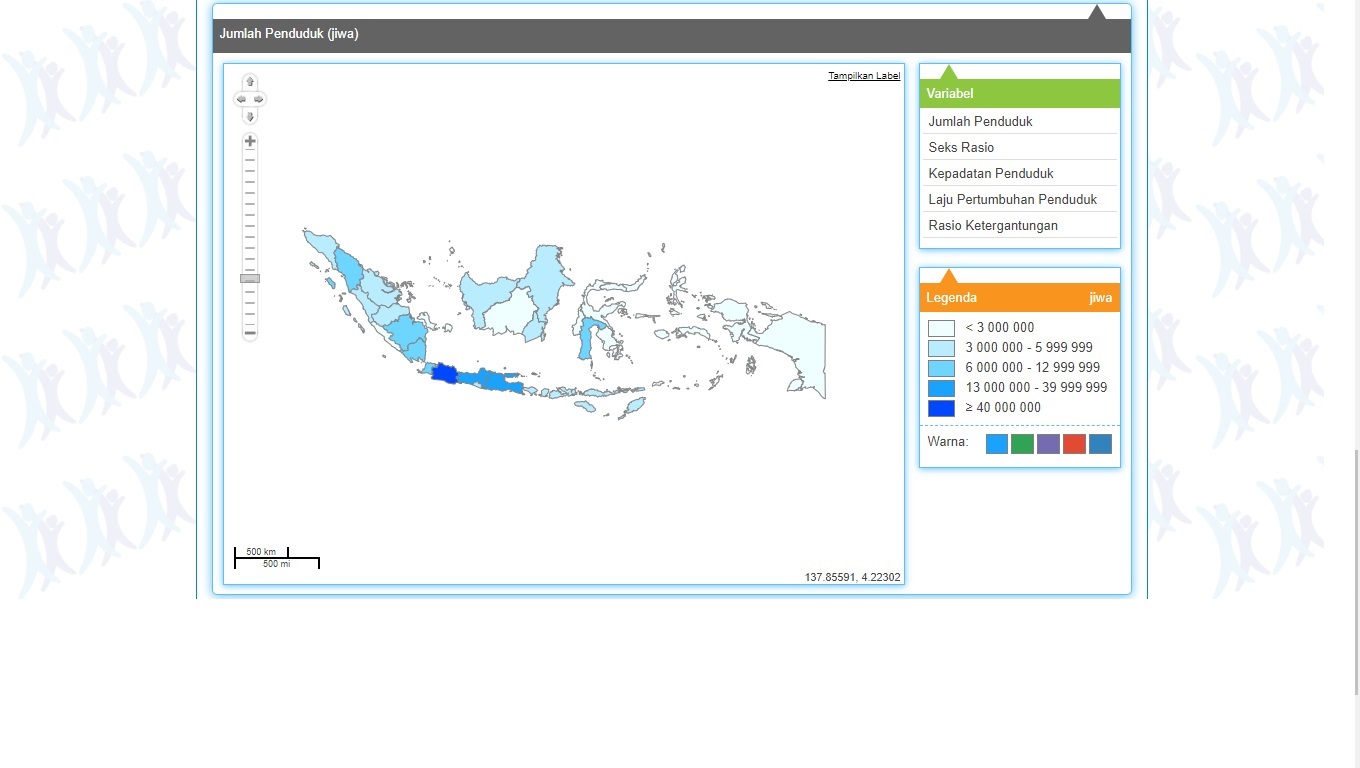 Jumlah Penduduk (jiwa)
Tampilkan Label
Variabel
Jumlah Penduduk
Seks Rasio
Kepadatan Penduduk
Laju Pertumbuhan Penduduk
Rasio Ketergantungan
Legenda jiwa
< 3 000 000
3 000 000 - 5 999 999
6 000 000 - 12 999 999
13 000 000 - 39 999 999
≥ 40 000 000
Warna:
500 km
500 mi
137.85591, 4.22302